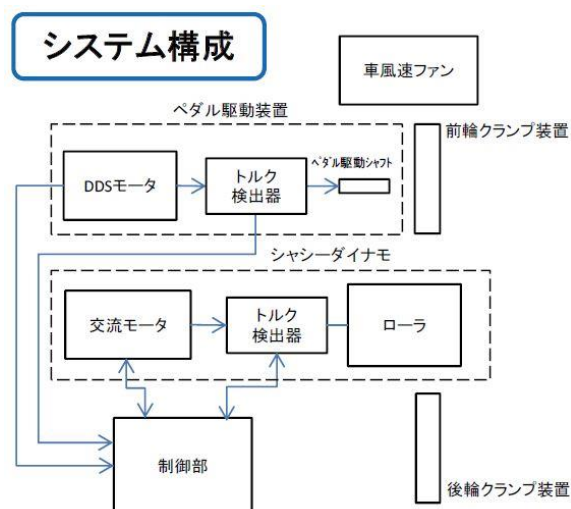 システム構成
車風速ファン
ペダル駆動装置
前輪クランプ装置
DDSモータ
トルク
検出器
ペダル駆動シャフト
シャシーダイナモ
交流モータ
トルク
検出器
ローラ
制御部
後輪クランプ装置